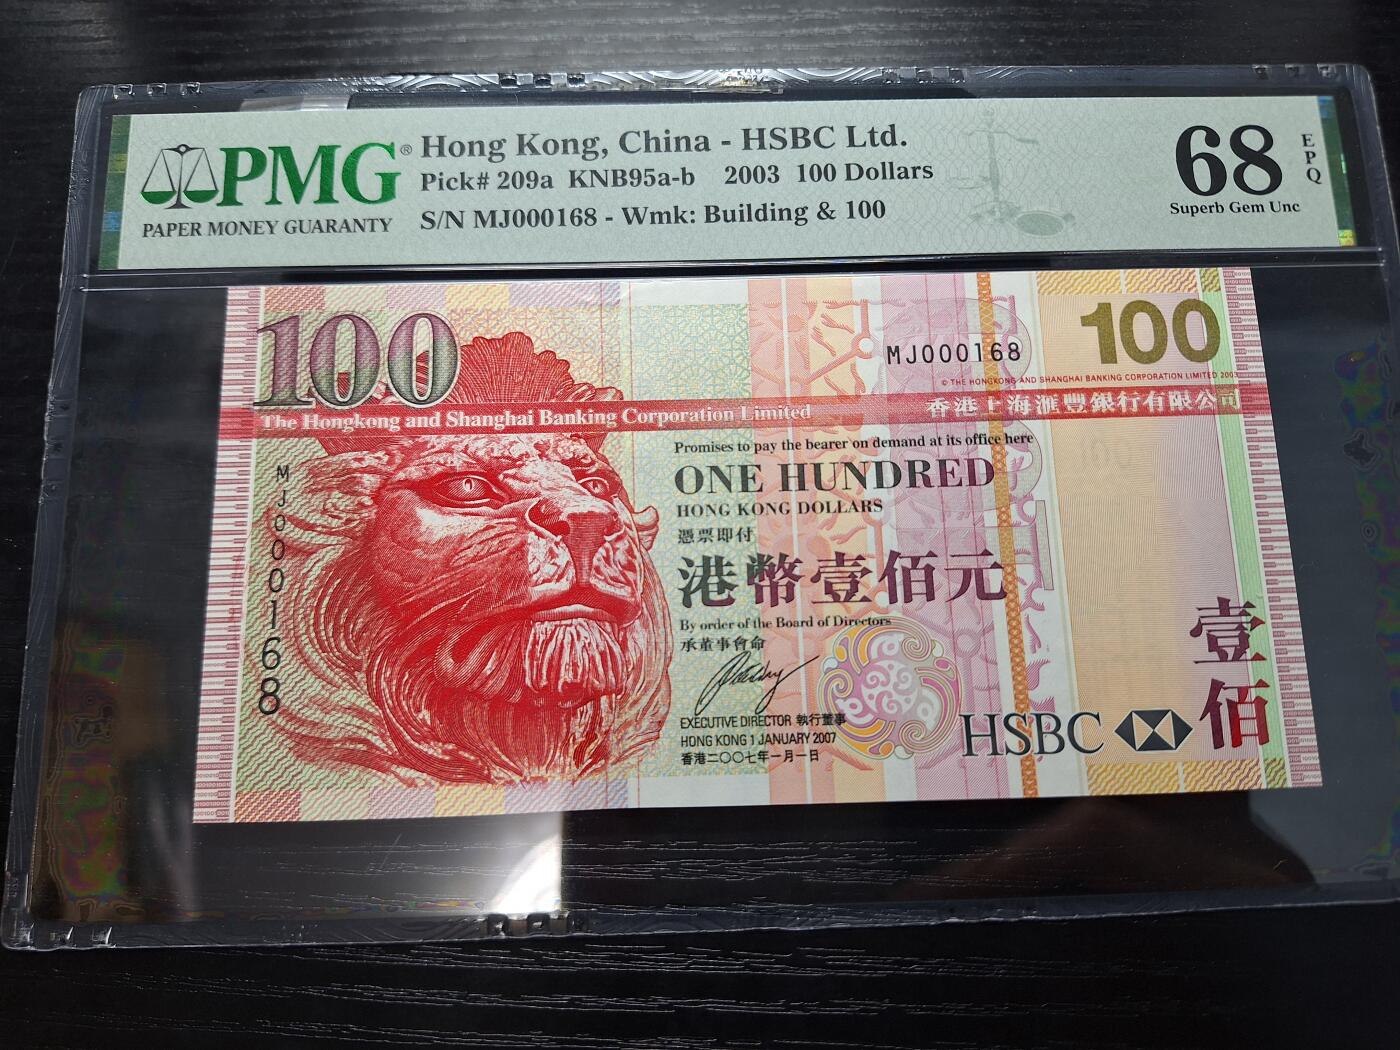 PMG®
PAPER MONEY GUARANTY
Hong Kong, China - HSBC Ltd.
Pick# 209a KNB95a-b 2003 100 Dollars
S/N MJ000168 - Wmk: Building & 100
68
EPQ
Superb Gem Unc
100
MJ000168
100
© THE HONGKONG AND SHANGHAI BANKING CORPORATION LIMITED 2003
The Hongkong and Shanghai Banking Corporation Limited
香港上海滙豐銀行有限公司
MJ000168
Promises to pay the bearer on demand at its office here
ONE HUNDRED
HONG KONG DOLLARS
憑票即付
港幣壹佰元
By order of the Board of Directors
承董事會命
EXECUTIVE DIRECTOR 執行董事
HONG KONG 1 JANUARY 2007
香港二〇〇七年一月一日
HSBC
壹佰